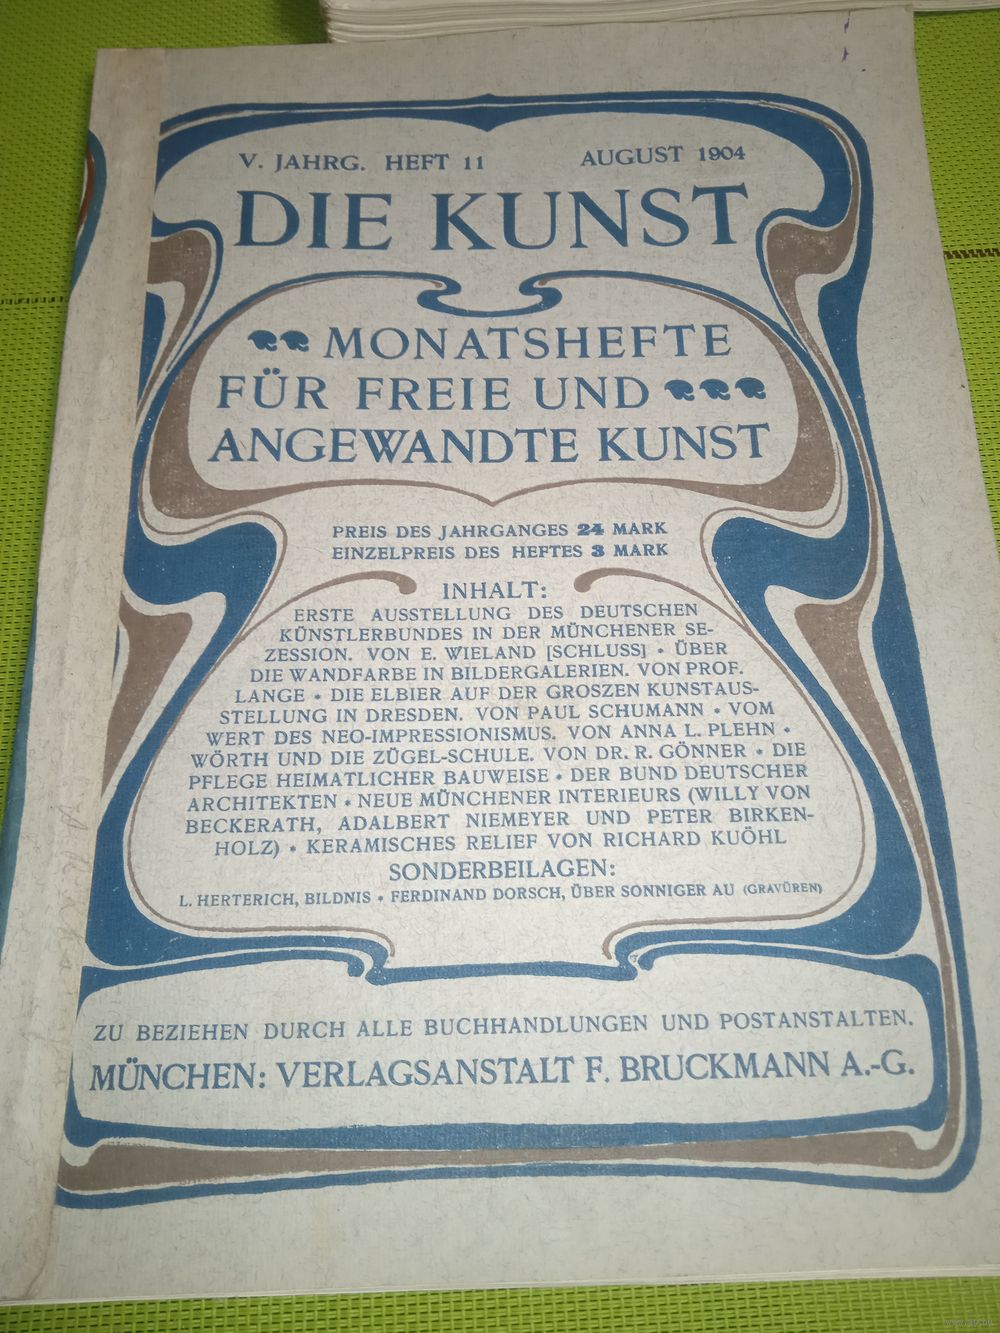 V. JAHRG. HEFT 11 AUGUST 1904
DIE KUNST
MONATSHEFTE
FÜR FREIE UND
ANGEWANDTE KUNST
PREIS DES JAHRGANGES 24 MARK
EINZELPREIS DES HEFTES 3 MARK
INHALT:
ERSTE AUSSTELLUNG DES DEUTSCHEN
KÜNSTLERBUNDES IN DER MÜNCHENER SE-
ZESSION. VON E. WIELAND [SCHLUSS] • ÜBER
DIE WANDFARBE IN BILDERGALERIEN. VON PROF.
LANGE • DIE ELBIER AUF DER GROSZEN KUNSTAUS-
STELLUNG IN DRESDEN. VON PAUL SCHUMANN • VOM
WERT DES NEO-IMPRESSIONISMUS. VON ANNA L. PLEHN •
WÖRTH UND DIE ZÜGEL-SCHULE. VON DR. R. GÖNNER • DIE
PFLEGE HEIMATLICHER BAUWEISE • DER BUND DEUTSCHER
ARCHITEKTEN • NEUE MÜNCHENER INTERIEURS (WILLY VON
BECKERATH, ADALBERT NIEMEYER UND PETER BIRKEN-
HOLZ) • KERAMISCHES RELIEF VON RICHARD KUÖHL
SONDERBEILAGEN:
L. HERTERICH, BILDNIS • FERDINAND DORSCH, ÜBER SONNIGER AU (GRAVÜREN)
ZU BEZIEHEN DURCH ALLE BUCHHANDLUNGEN UND POSTANSTALTEN.
MÜNCHEN: VERLAGSANSTALT F. BRUCKMANN A.-G.